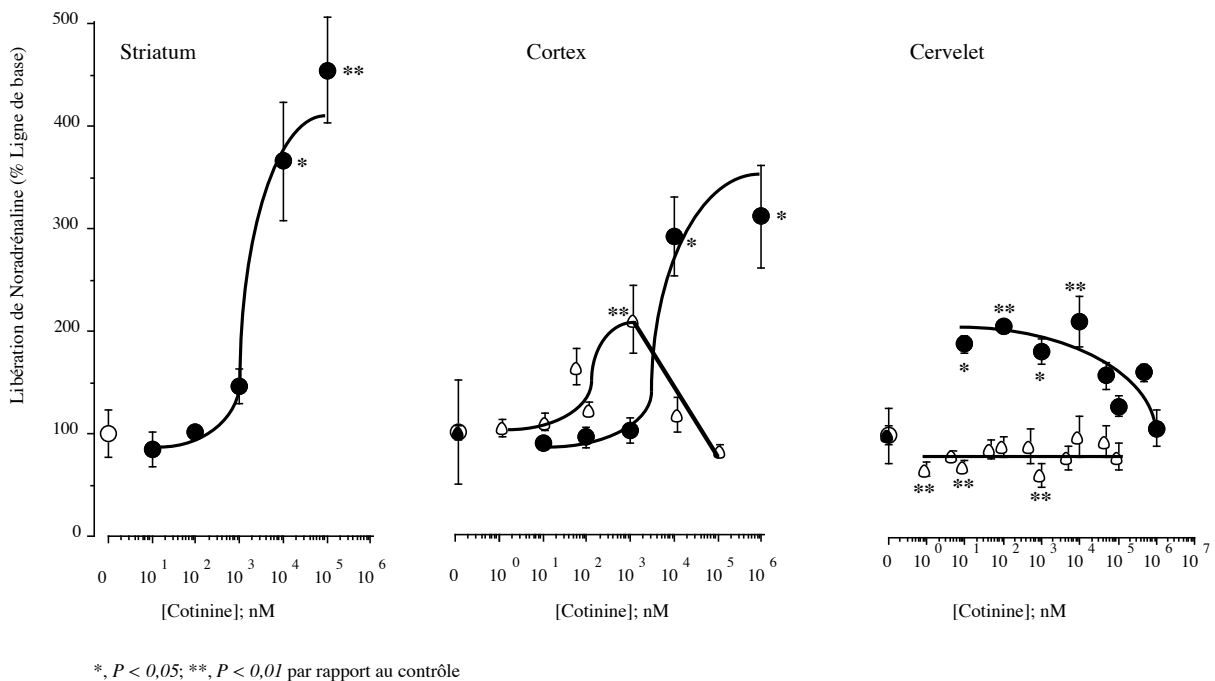 Libération de Noradrénaline (% Ligne de base)
500
400
300
200
100
0
Striatum
**
*
0 10^1 10^2 10^3 10^4 10^5 10^6
[Cotinine]; nM
Cortex
**
*
*
0 10^1 10^2 10^3 10^4 10^5 10^6
[Cotinine]; nM
Cervelet
**
**
*
*
**
**
**
0 10^0 10^1 10^2 10^3 10^4 10^5 10^6 10^7
[Cotinine]; nM
*, P < 0,05; **, P < 0,01 par rapport au contrôle